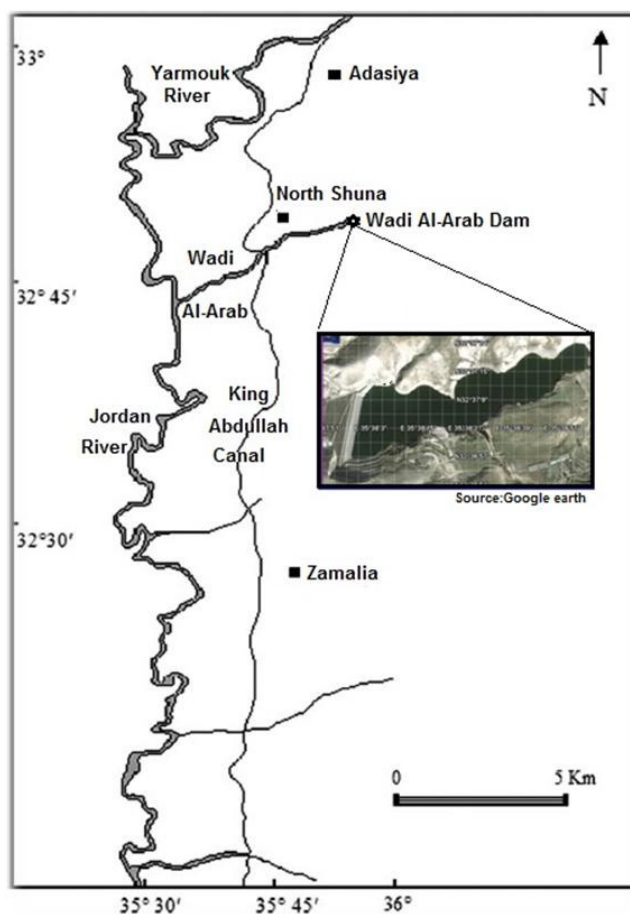 33°
Yarmouk
River
Adasiya
N
North Shuna
Wadi Al-Arab Dam
Wadi
32° 45'
Al-Arab
King
Abdullah
Canal
Jordan
River
Source:Google earth
32° 30'
Zamalia
0 5 Km
35° 30' 35° 45' 36°